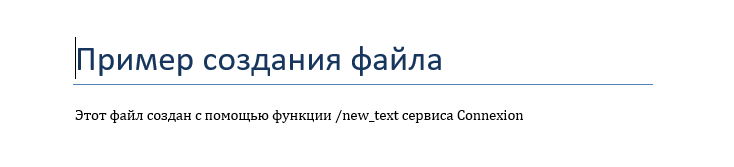 Пример создания файла
Этот файл создан с помощью функции /new_text сервиса Connexion